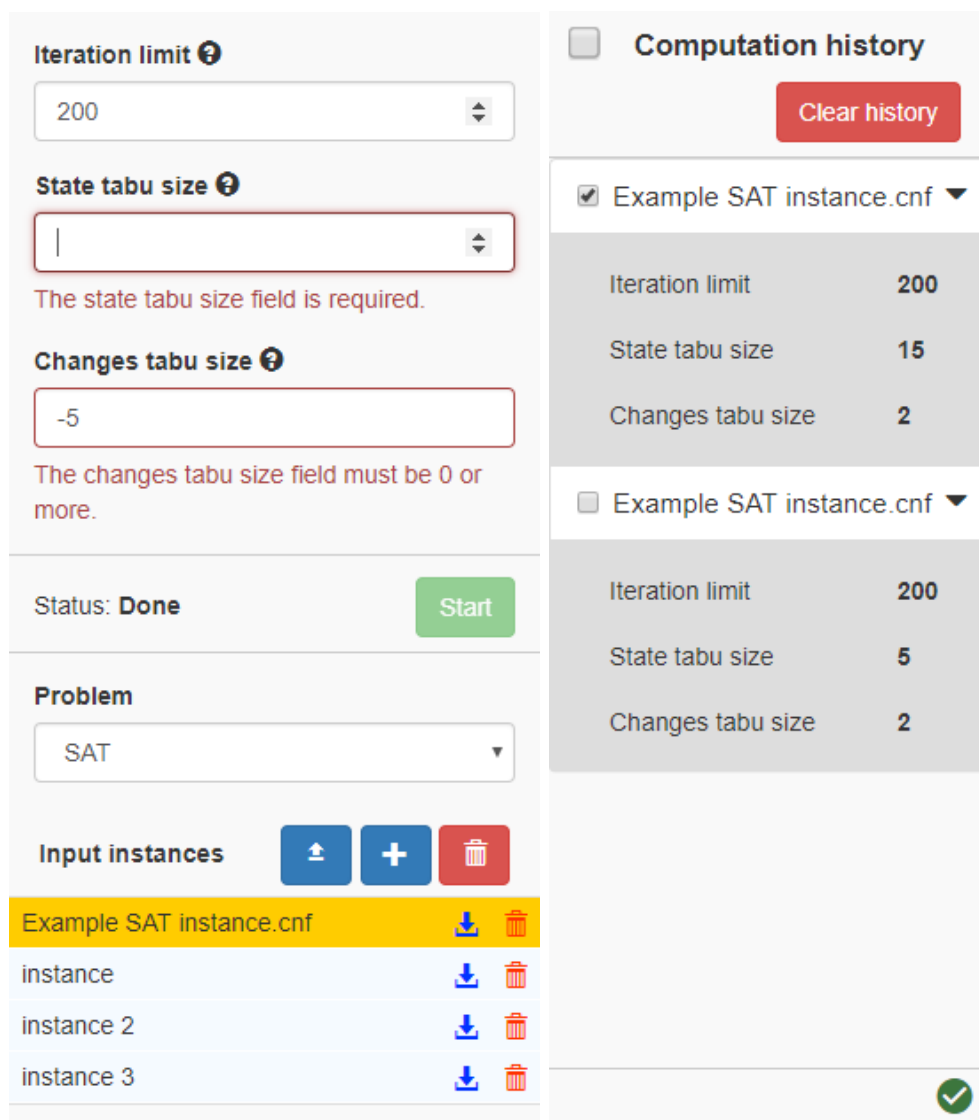 Iteration limit
200
State tabu size
The state tabu size field is required.
Changes tabu size
-5
The changes tabu size field must be 0 or
more.
Status: Done
Start
Problem
SAT
Input instances
Example SAT instance.cnf
instance
instance 2
instance 3
Computation history
Clear history
Example SAT instance.cnf
Iteration limit 200
State tabu size 15
Changes tabu size 2
Example SAT instance.cnf
Iteration limit 200
State tabu size 5
Changes tabu size 2